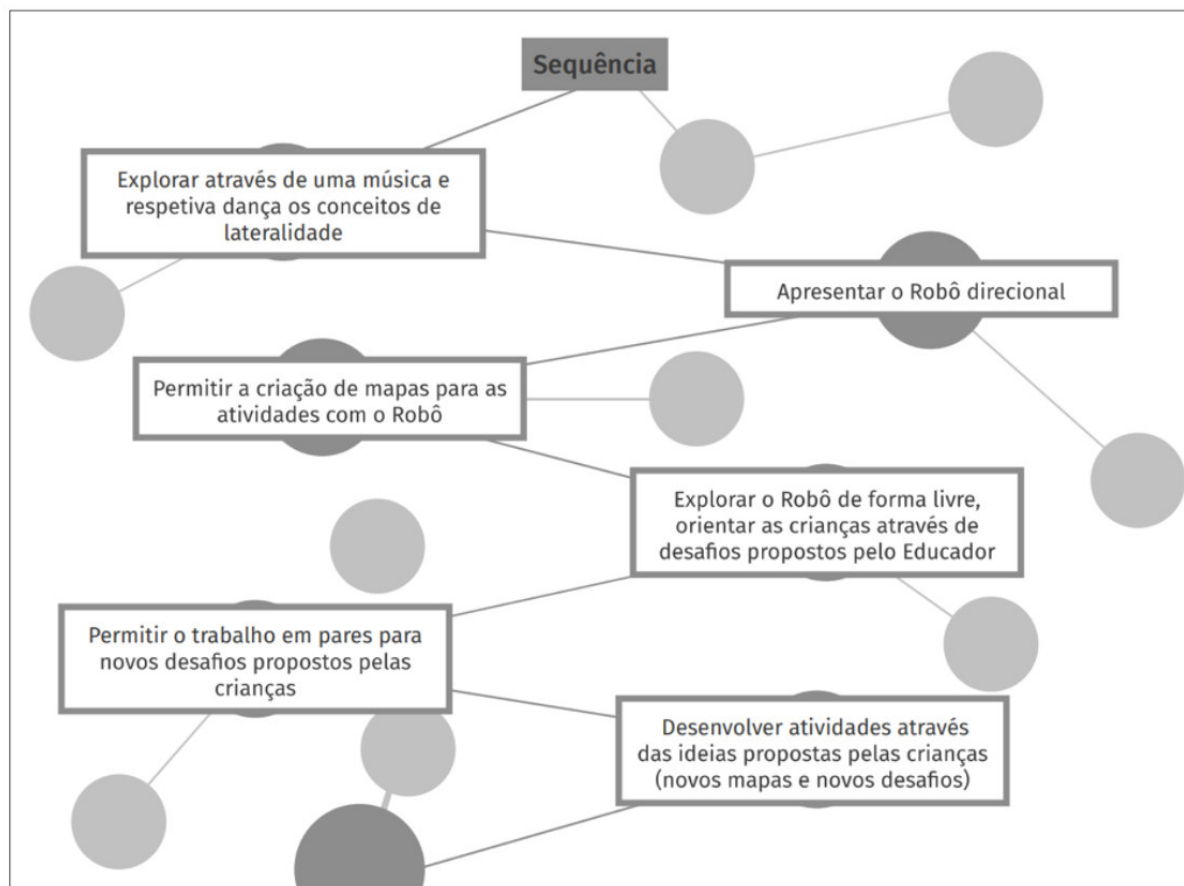 Sequência
Explorar através de uma música e
respetiva dança os conceitos de
lateralidade
Apresentar o Robô direcional
Permitir a criação de mapas para as
atividades com o Robô
Explorar o Robô de forma livre,
orientar as crianças através de
desafios propostos pelo Educador
Permitir o trabalho em pares para
novos desafios propostos pelas
crianças
Desenvolver atividades através
das ideias propostas pelas crianças
(novos mapas e novos desafios)